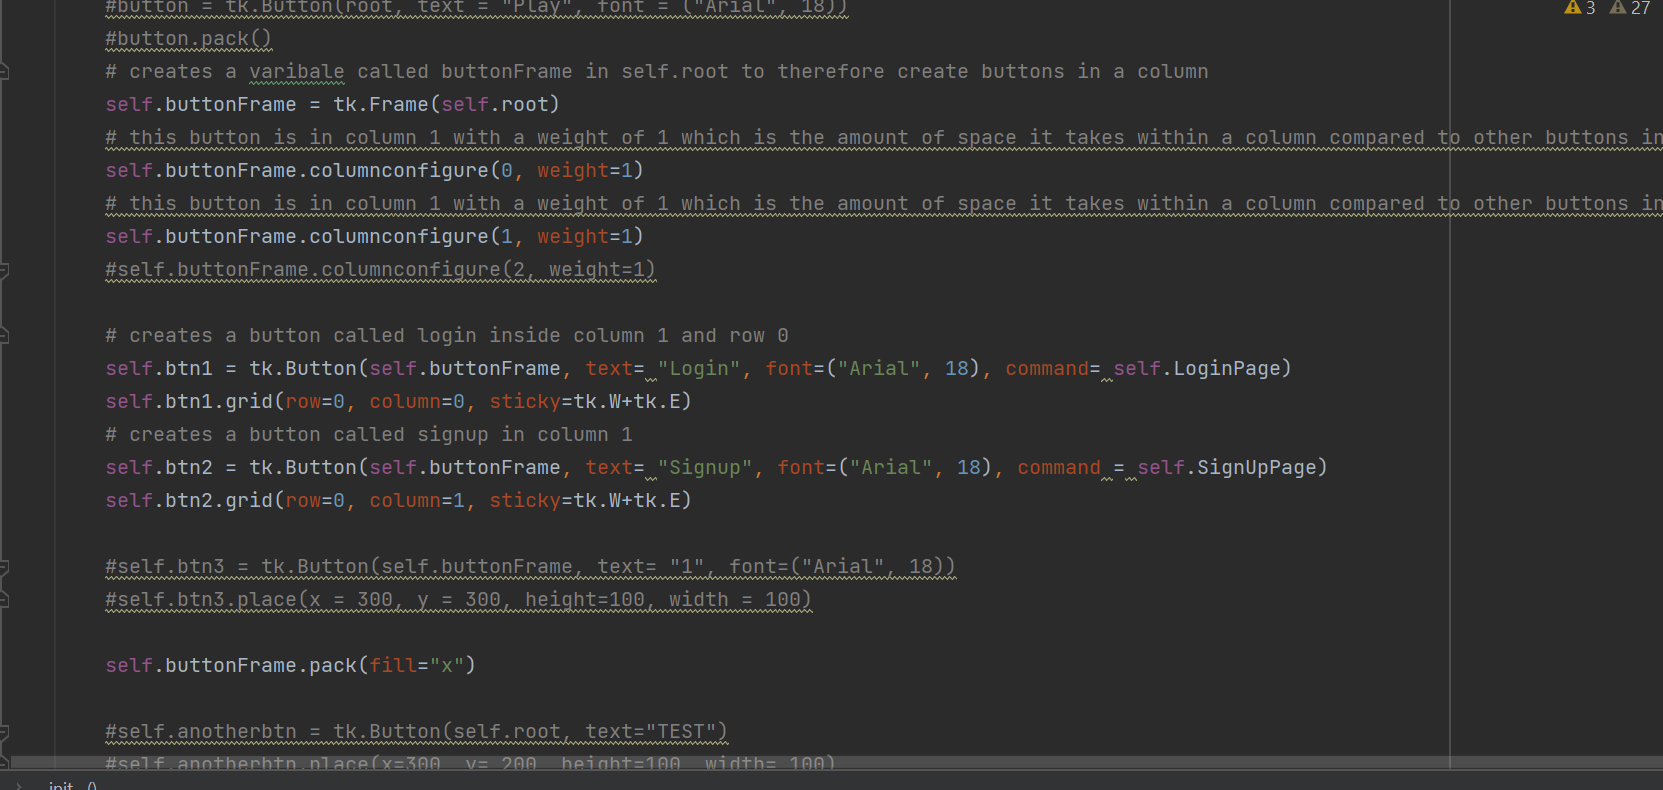 #button = tk.Button(root, text = "Play", font = ("Arial", 18))
3 27
#button.pack()
# creates a varibale called buttonFrame in self.root to therefore create buttons in a column
self.buttonFrame = tk.Frame(self.root)
# this button is in column 1 with a weight of 1 which is the amount of space it takes within a column compared to other buttons in
self.buttonFrame.columnconfigure(0, weight=1)
# this button is in column 1 with a weight of 1 which is the amount of space it takes within a column compared to other buttons in
self.buttonFrame.columnconfigure(1, weight=1)
#self.buttonFrame.columnconfigure(2, weight=1)
# creates a button called login inside column 1 and row 0
self.btn1 = tk.Button(self.buttonFrame, text= "Login", font=("Arial", 18), command= self.LoginPage)
self.btn1.grid(row=0, column=0, sticky=tk.W+tk.E)
# creates a button called signup in column 1
self.btn2 = tk.Button(self.buttonFrame, text= "Signup", font=("Arial", 18), command = self.SignUpPage)
self.btn2.grid(row=0, column=1, sticky=tk.W+tk.E)
#self.btn3 = tk.Button(self.buttonFrame, text= "1", font=("Arial", 18))
#self.btn3.place(x = 300, y = 300, height=100, width = 100)
self.buttonFrame.pack(fill="x")
#self.anotherbtn = tk.Button(self.root, text="TEST")
#self.anotherbtn.place(x=300, y= 200, height=100, width= 100)
__init__()